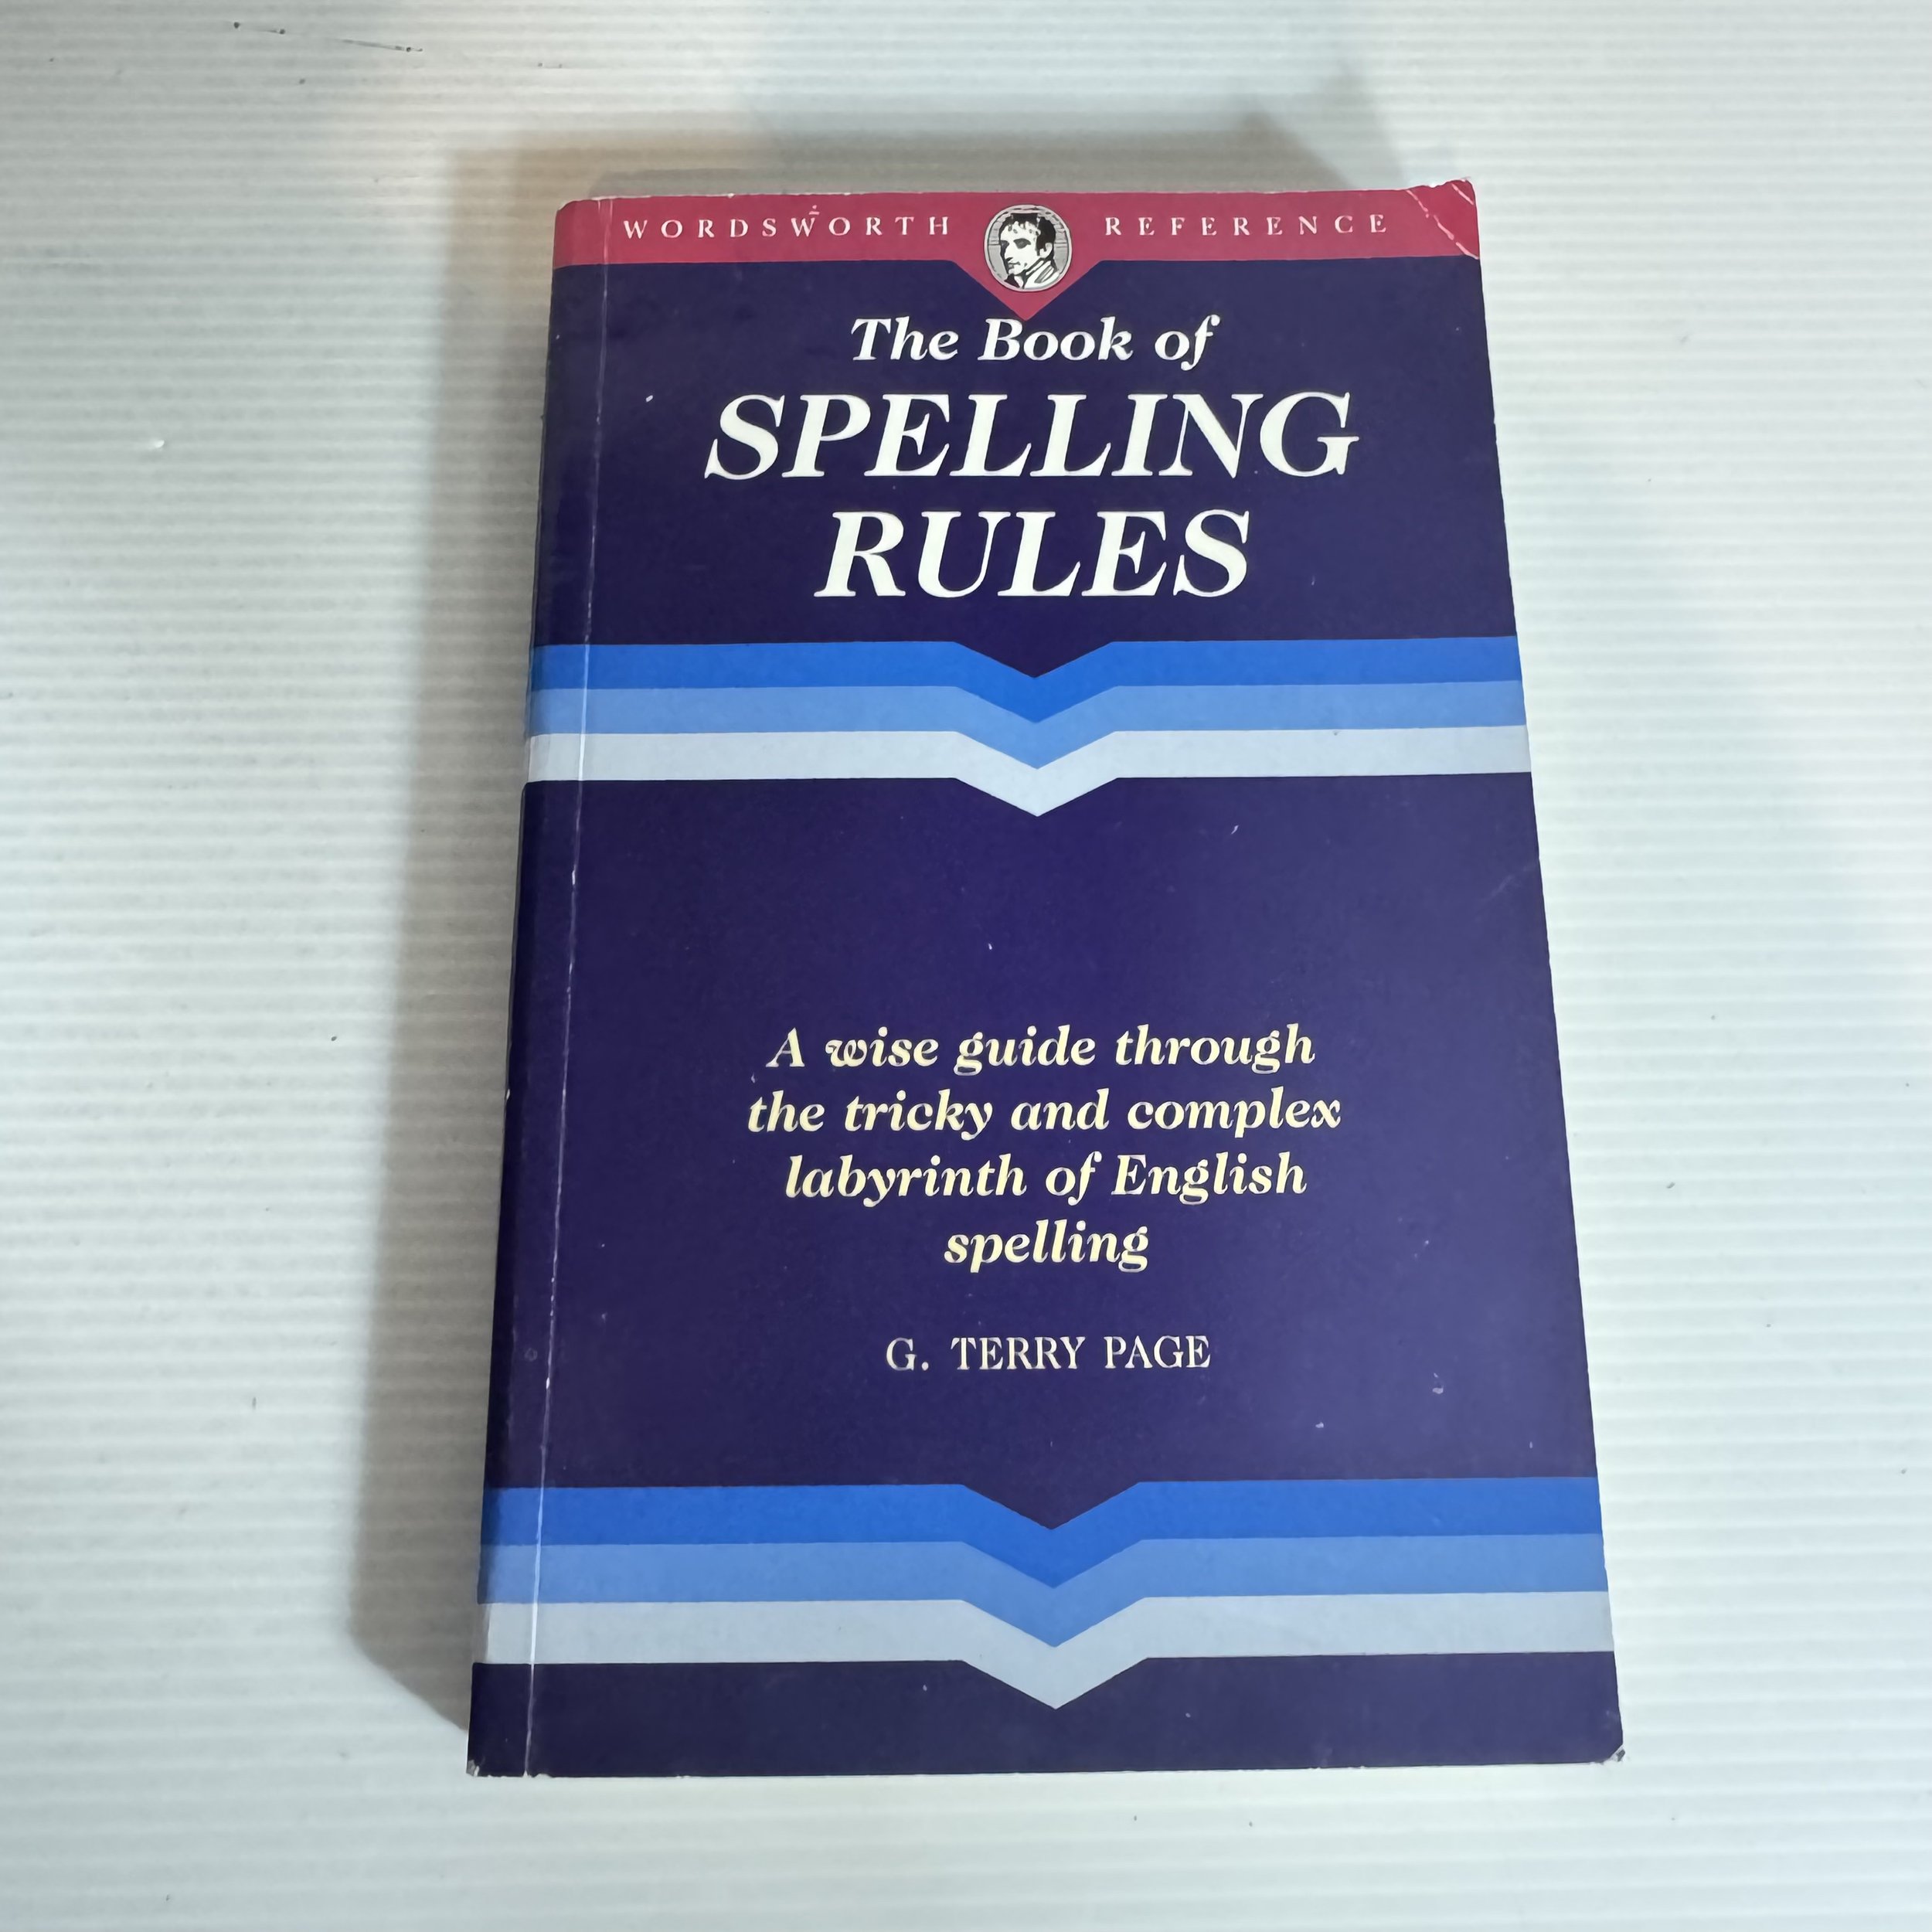 WORDSWORTH REFERENCE
The Book of
SPELLING
RULES
A wise guide through
the tricky and complex
labyrinth of English
spelling
G. TERRY PAGE